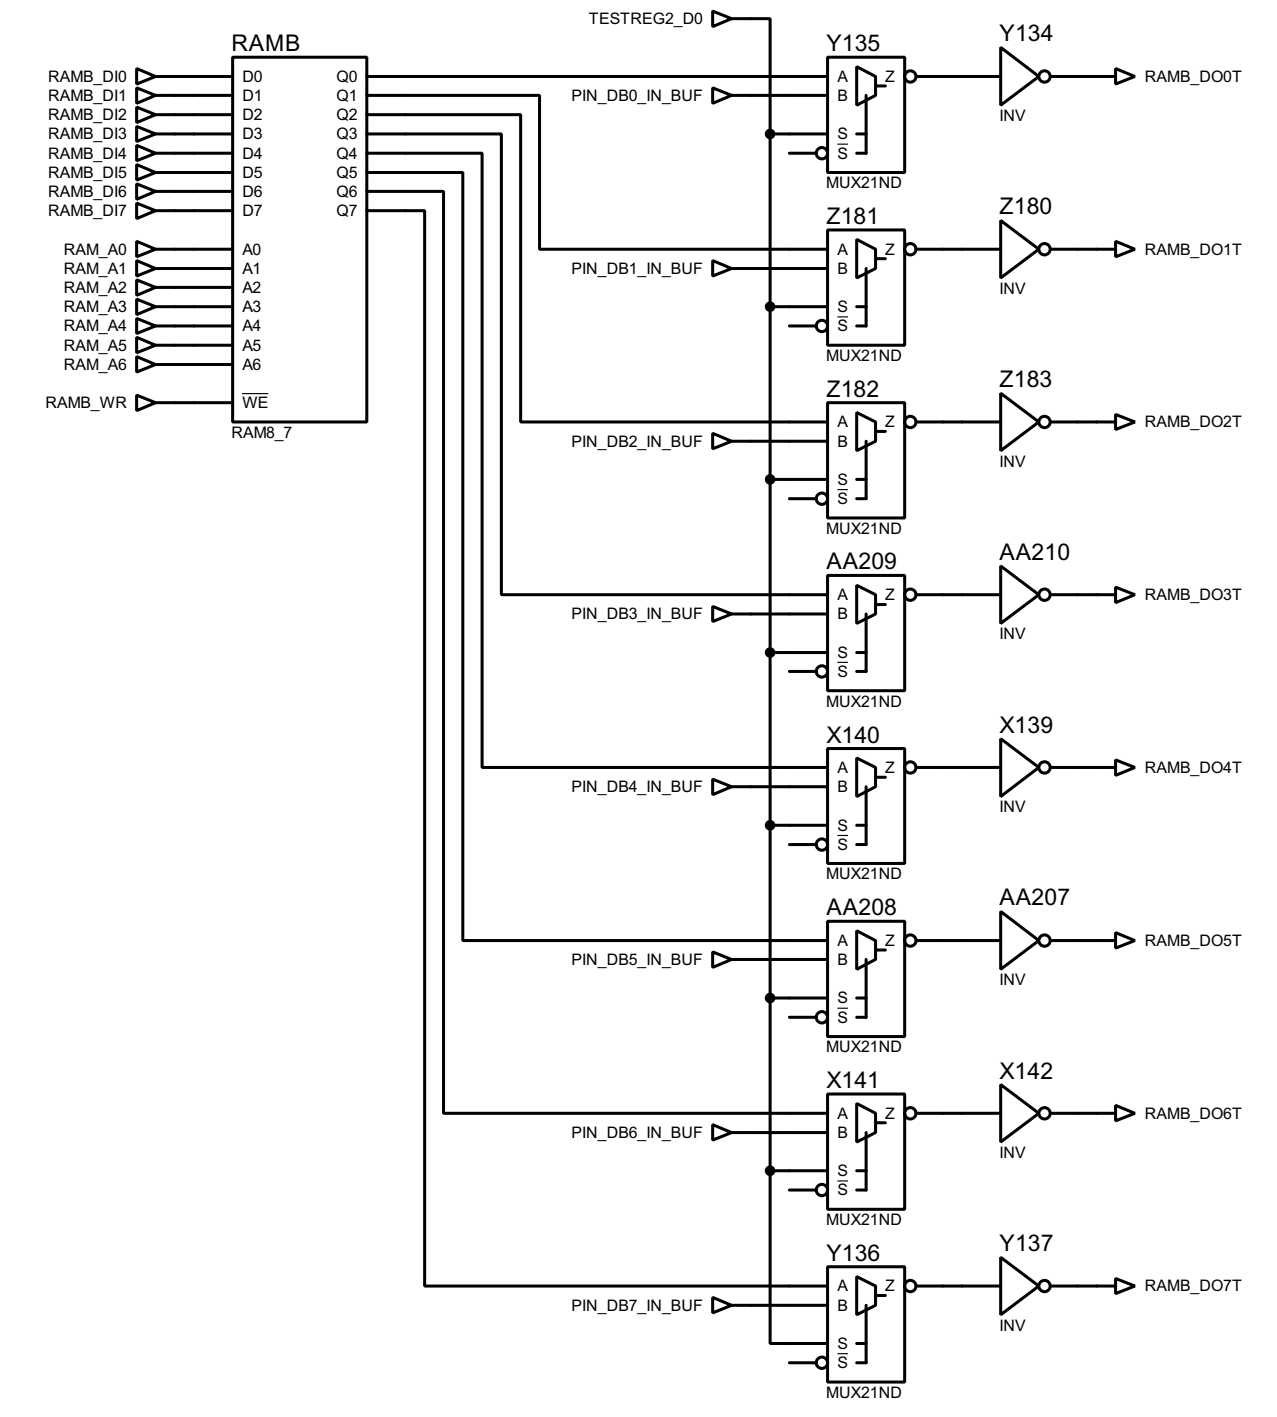 TESTREG2_D0
RAMB
RAMB_DI0 D0 Q0
RAMB_DI1 D1 Q1
RAMB_DI2 D2 Q2
RAMB_DI3 D3 Q3
RAMB_DI4 D4 Q4
RAMB_DI5 D5 Q5
RAMB_DI6 D6 Q6
RAMB_DI7 D7 Q7
RAM_A0 A0
RAM_A1 A1
RAM_A2 A2
RAM_A3 A3
RAM_A4 A4
RAM_A5 A5
RAM_A6 A6
RAMB_WR W̅E̅
RAM8_7
Y135 Y134
A Z RAMB_DO0T
PIN_DB0_IN_BUF B
INV
S
S̅
MUX21ND
Z181 Z180
A Z RAMB_DO1T
PIN_DB1_IN_BUF B
INV
S
S̅
MUX21ND
Z182 Z183
A Z RAMB_DO2T
PIN_DB2_IN_BUF B
INV
S
S̅
MUX21ND
AA209 AA210
A Z RAMB_DO3T
PIN_DB3_IN_BUF B
INV
S
S̅
MUX21ND
X140 X139
A Z RAMB_DO4T
PIN_DB4_IN_BUF B
INV
S
S̅
MUX21ND
AA208 AA207
A Z RAMB_DO5T
PIN_DB5_IN_BUF B
INV
S
S̅
MUX21ND
X141 X142
A Z RAMB_DO6T
PIN_DB6_IN_BUF B
INV
S
S̅
MUX21ND
Y136 Y137
A Z RAMB_DO7T
PIN_DB7_IN_BUF B
INV
S
S̅
MUX21ND